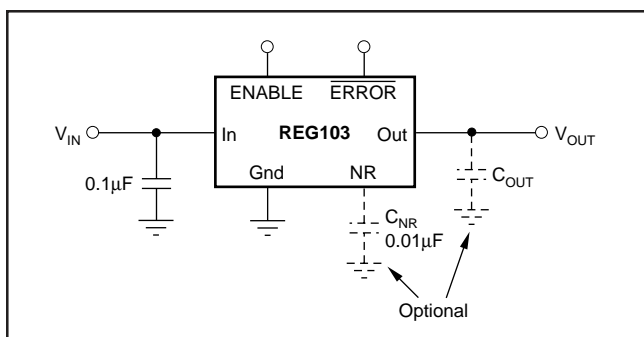 ENABLE
ERROR
V_IN
In
REG103
Out
V_OUT
0.1µF
Gnd
NR
C_OUT
C_NR
0.01µF
Optional